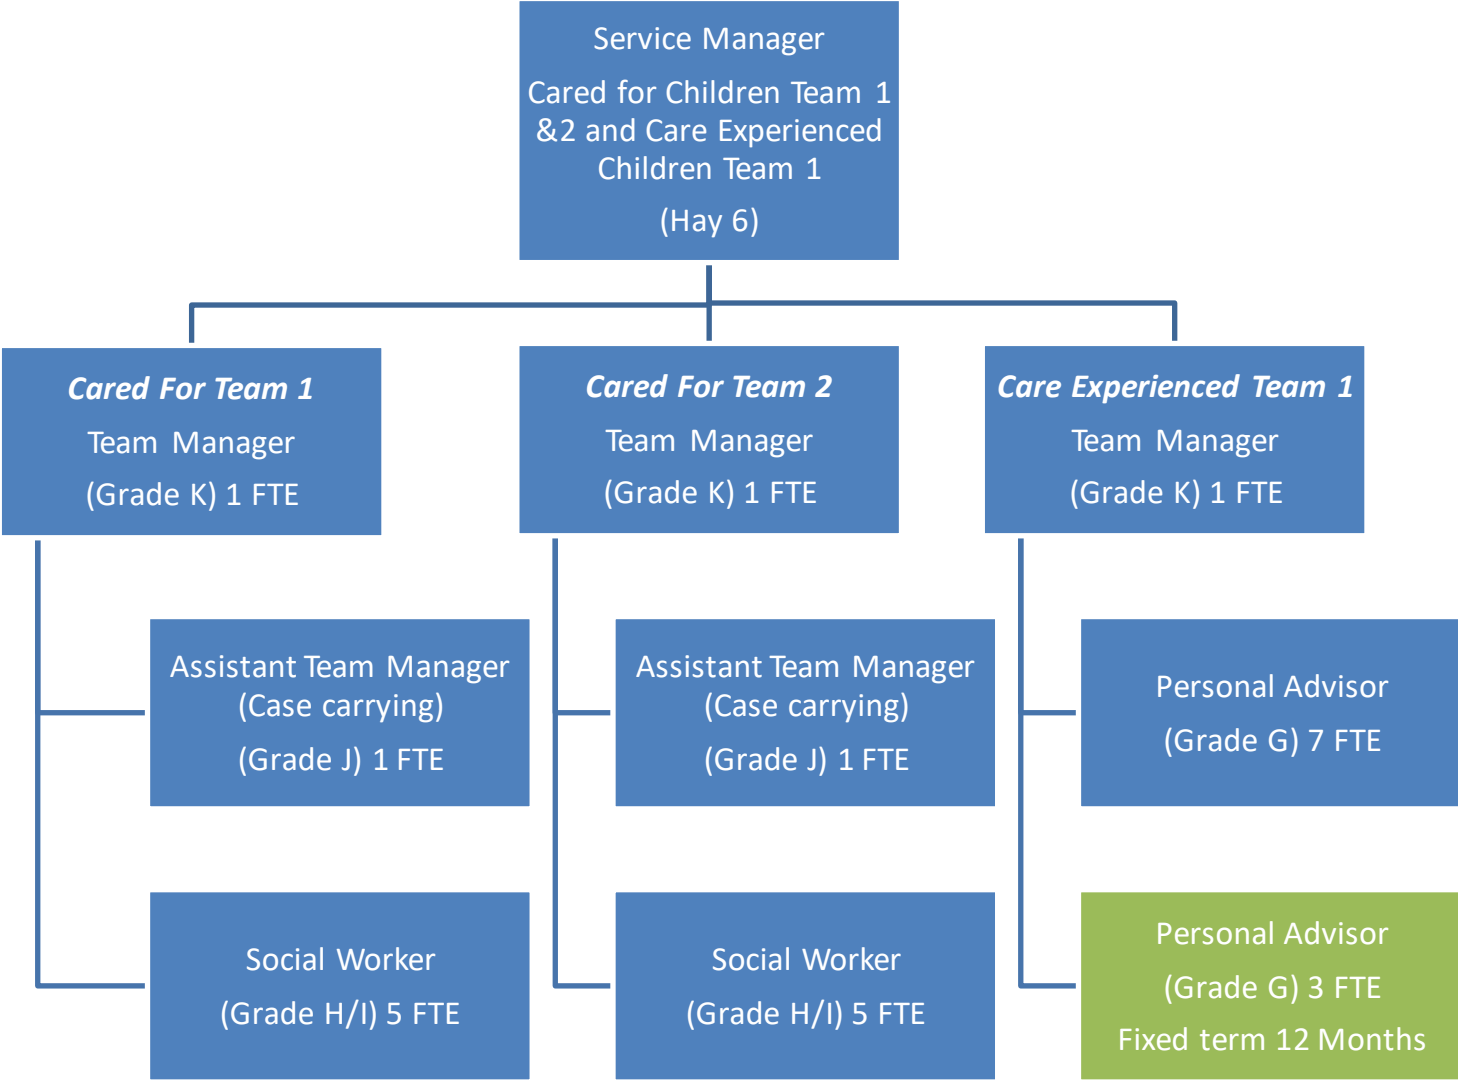 Service Manager
Cared for Children Team 1
&2 and Care Experienced
Children Team 1
(Hay 6)
Cared For Team 1
Team Manager
(Grade K) 1 FTE
Cared For Team 2
Team Manager
(Grade K) 1 FTE
Care Experienced Team 1
Team Manager
(Grade K) 1 FTE
Assistant Team Manager
(Case carrying)
(Grade J) 1 FTE
Assistant Team Manager
(Case carrying)
(Grade J) 1 FTE
Personal Advisor
(Grade G) 7 FTE
Social Worker
(Grade H/I) 5 FTE
Social Worker
(Grade H/I) 5 FTE
Personal Advisor
(Grade G) 3 FTE
Fixed term 12 Months